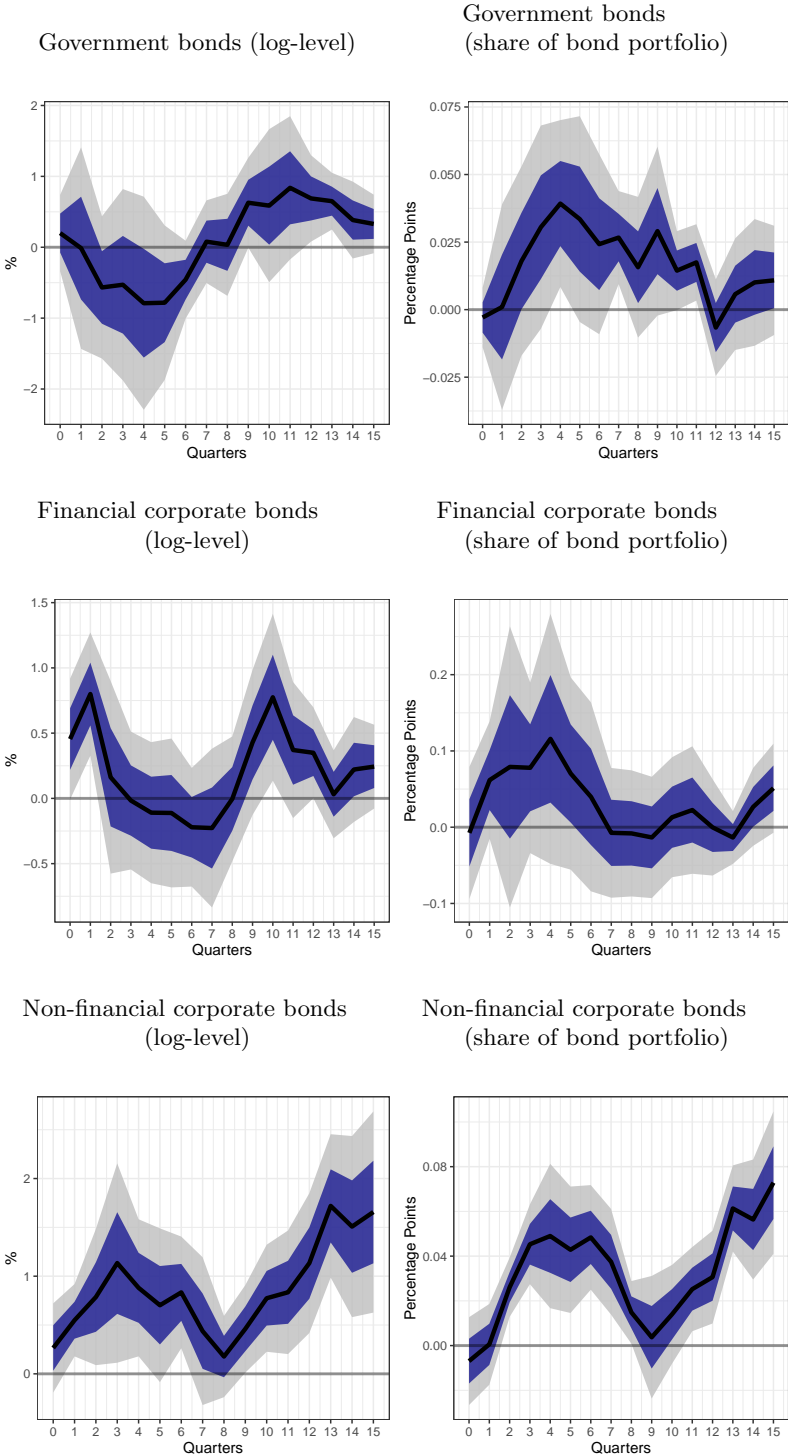 Government bonds (log-level)
Government bonds
(share of bond portfolio)
2
1
0
−1
−2
%
0 1 2 3 4 5 6 7 8 9 10 11 12 13 14 15
Quarters
0.075
0.050
0.025
0.000
−0.025
Percentage Points
0 1 2 3 4 5 6 7 8 9 10 11 12 13 14 15
Quarters
Financial corporate bonds
(log-level)
Financial corporate bonds
(share of bond portfolio)
1.5
1.0
0.5
0.0
−0.5
%
0 1 2 3 4 5 6 7 8 9 10 11 12 13 14 15
Quarters
0.2
0.1
0.0
−0.1
Percentage Points
0 1 2 3 4 5 6 7 8 9 10 11 12 13 14 15
Quarters
Non-financial corporate bonds
(log-level)
Non-financial corporate bonds
(share of bond portfolio)
2
1
0
%
0 1 2 3 4 5 6 7 8 9 10 11 12 13 14 15
Quarters
0.08
0.04
0.00
Percentage Points
0 1 2 3 4 5 6 7 8 9 10 11 12 13 14 15
Quarters